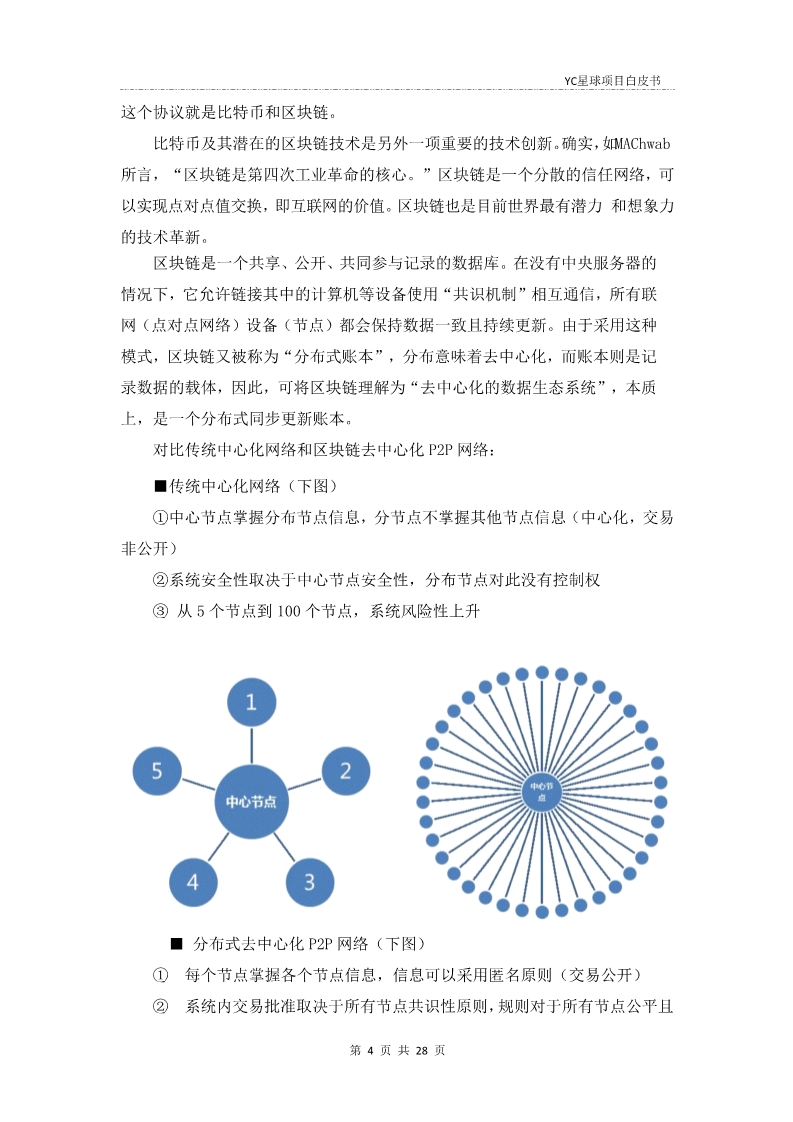 YC星球项目白皮书
这个协议就是比特币和区块链。
比特币及其潜在的区块链技术是另外一项重要的技术创新。确实，如MAChwab
所言，“区块链是第四次工业革命的核心。”区块链是一个分散的信任网络，可
以实现点对点值交换，即互联网的价值。区块链也是目前世界最有潜力 和想象力
的技术革新。
区块链是一个共享、公开、共同参与记录的数据库。在没有中央服务器的
情况下，它允许链接其中的计算机等设备使用“共识机制”相互通信，所有联
网（点对点网络）设备（节点）都会保持数据一致且持续更新。由于采用这种
模式，区块链又被称为“分布式账本”，分布意味着去中心化，而账本则是记
录数据的载体，因此，可将区块链理解为“去中心化的数据生态系统”，本质
上，是一个分布式同步更新账本。
对比传统中心化网络和区块链去中心化 P2P 网络：
■传统中心化网络（下图）
①中心节点掌握分布节点信息，分节点不掌握其他节点信息（中心化，交易
非公开）
②系统安全性取决于中心节点安全性，分布节点对此没有控制权
③ 从 5 个节点到 100 个节点，系统风险性上升
1
5
2
中心节点
4
3
中心节
点
■ 分布式去中心化 P2P 网络（下图）
① 每个节点掌握各个节点信息，信息可以采用匿名原则（交易公开）
② 系统内交易批准取决于所有节点共识性原则，规则对于所有节点公平且
第 4 页 共 28 页